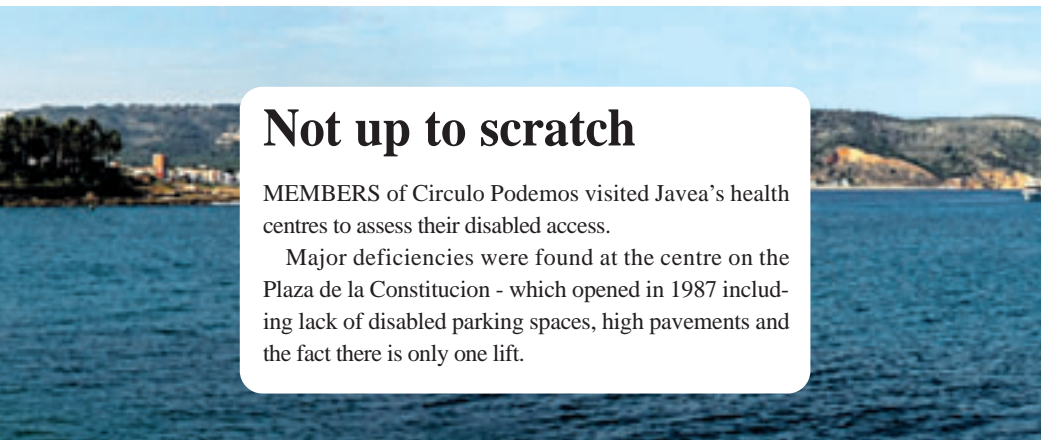 Not up to scratch
MEMBERS of Circulo Podemos visited Javea's health
centres to assess their disabled access.
Major deficiencies were found at the centre on the
Plaza de la Constitucion - which opened in 1987 includ-
ing lack of disabled parking spaces, high pavements and
the fact there is only one lift.